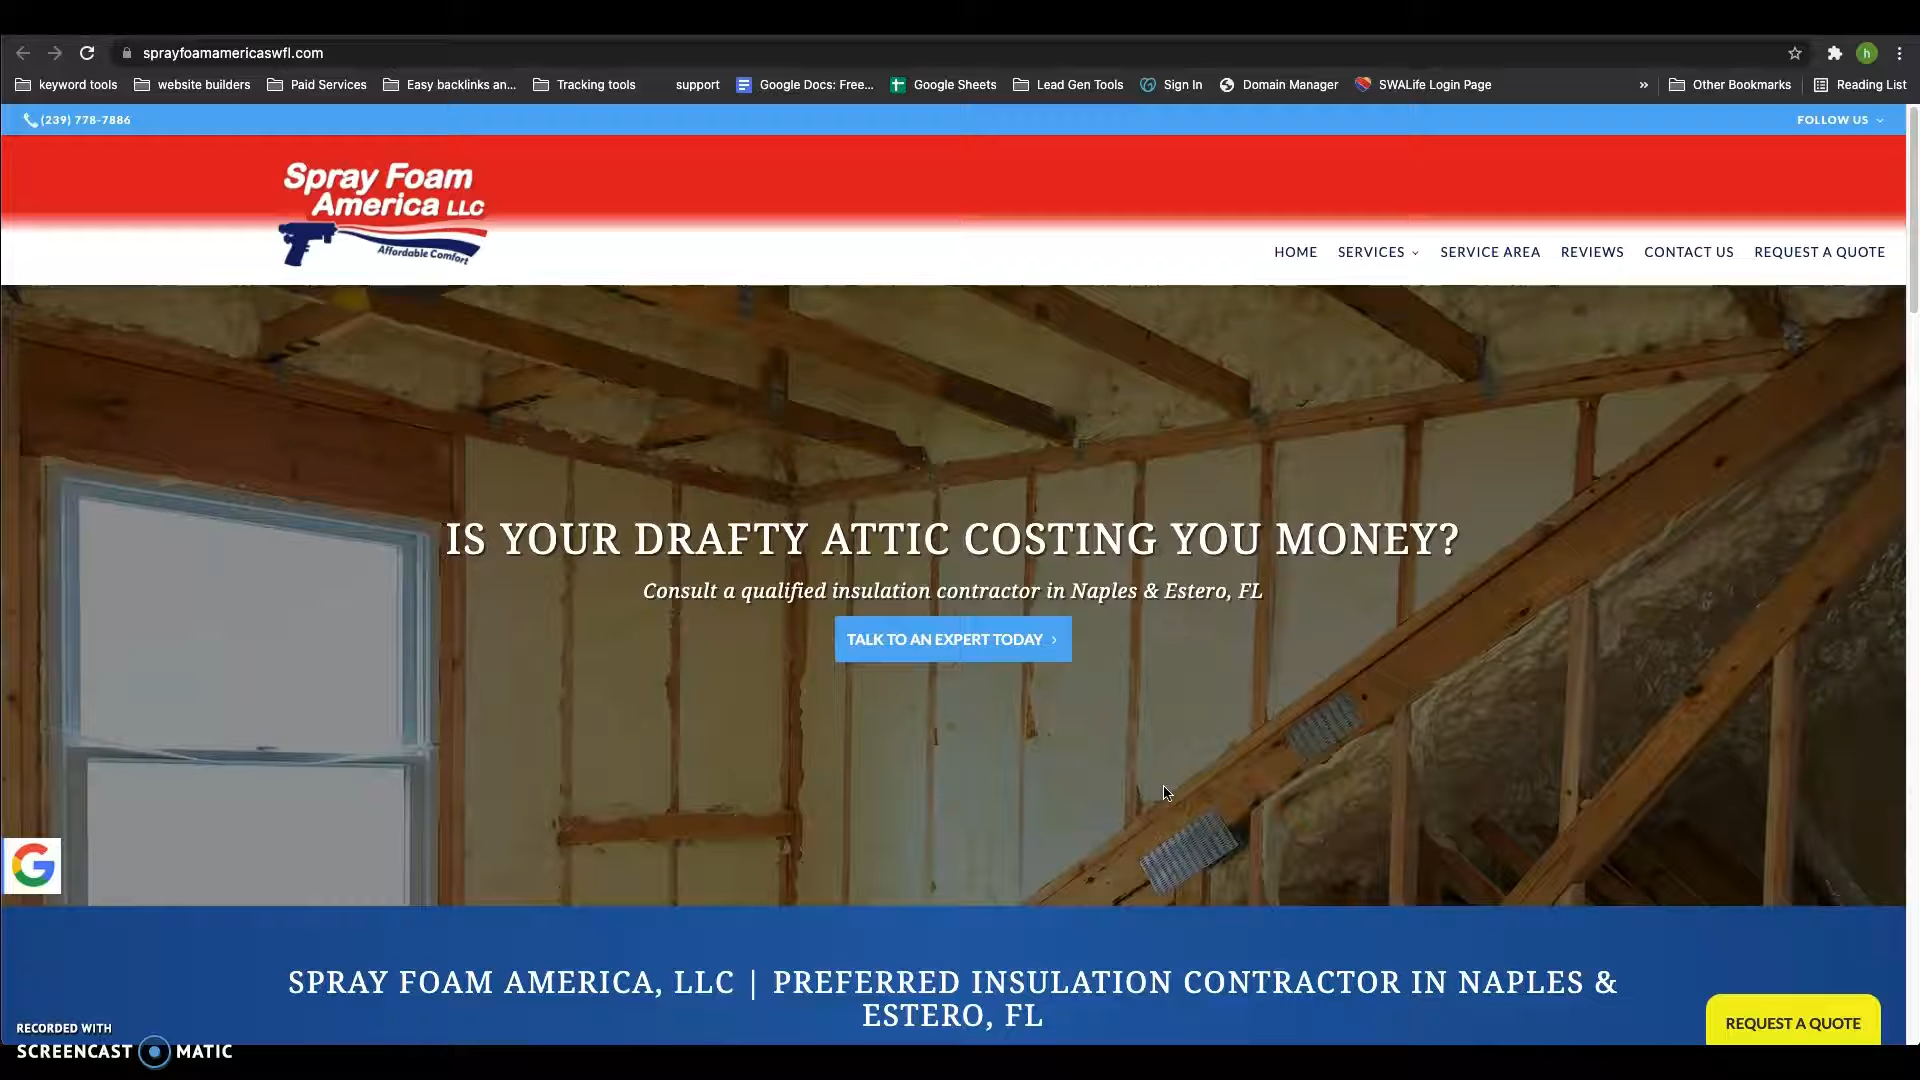 sprayfoamamericaswfl.com
h
keyword tools
website builders
Paid Services
Easy backlinks an...
Tracking tools
support
Google Docs: Free...
Google Sheets
Lead Gen Tools
Sign In
Domain Manager
SWALife Login Page
»
Other Bookmarks
Reading List
(239) 778-7886
FOLLOW US
Spray Foam
America LLC
Affordable Comfort
HOME
SERVICES
SERVICE AREA
REVIEWS
CONTACT US
REQUEST A QUOTE
IS YOUR DRAFTY ATTIC COSTING YOU MONEY?
Consult a qualified insulation contractor in Naples & Estero, FL
TALK TO AN EXPERT TODAY
G
SPRAY FOAM AMERICA, LLC | PREFERRED INSULATION CONTRACTOR IN NAPLES &
ESTERO, FL
REQUEST A QUOTE
RECORDED WITH
SCREENCAST MATIC